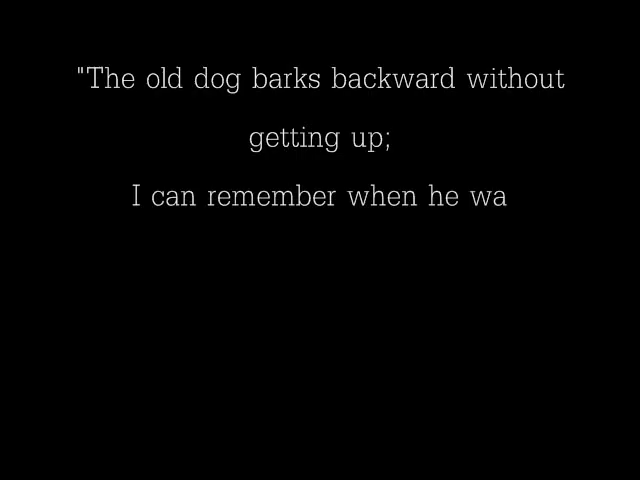 "The old dog barks backward without
getting up;
I can remember when he wa